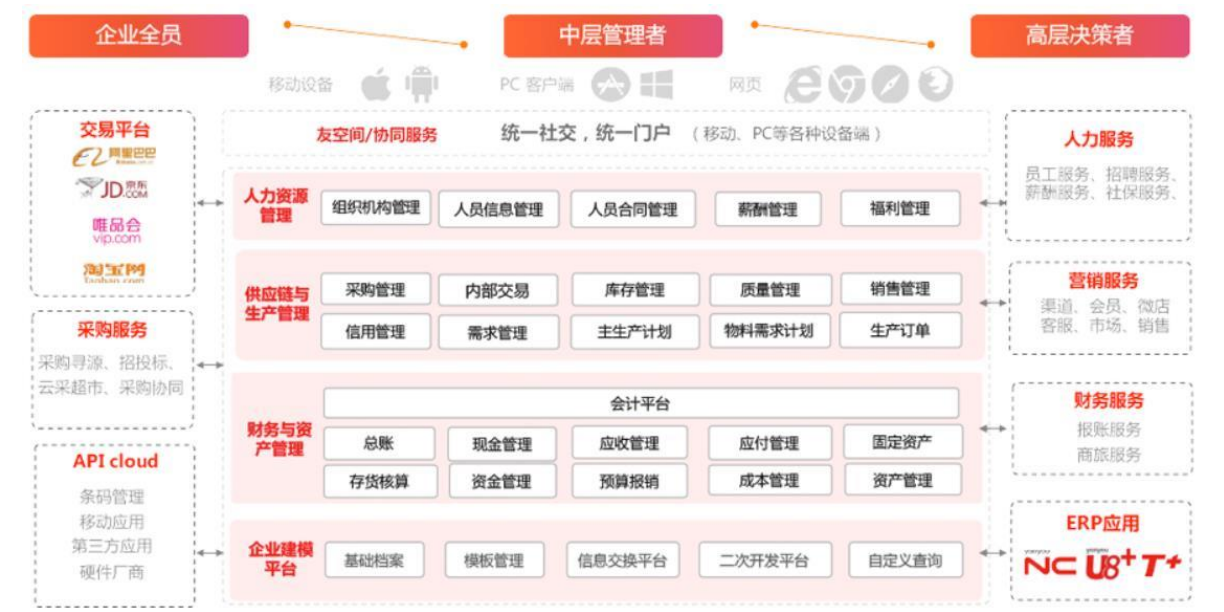 企业全员
中层管理者
高层决策者
移动设备
PC 客户端
网页
交易平台
阿里巴巴
JD.京东
.COM
唯品会
vip.com
淘宝网
Taobao.com
采购服务
采购寻源、招投标、
云采超市、采购协同
API cloud
条码管理
移动应用
第三方应用
硬件厂商
友空间/协同服务 统一社交，统一门户 （移动、PC等各种设备端）
人力资源
管理
组织机构管理 人员信息管理 人员合同管理 薪酬管理 福利管理
供应链与
生产管理
采购管理 内部交易 库存管理 质量管理 销售管理
信用管理 需求管理 主生产计划 物料需求计划 生产订单
财务与资
产管理
会计平台
总账 现金管理 应收管理 应付管理 固定资产
存货核算 资金管理 预算报销 成本管理 资产管理
企业建模
平台
基础档案 模板管理 信息交换平台 二次开发平台 自定义查询
人力服务
员工服务、招聘服务、
薪酬服务、社保服务、
营销服务
渠道、会员、微店
客服、市场、销售
财务服务
报账服务
商旅服务
ERP应用
NC U8+ T+